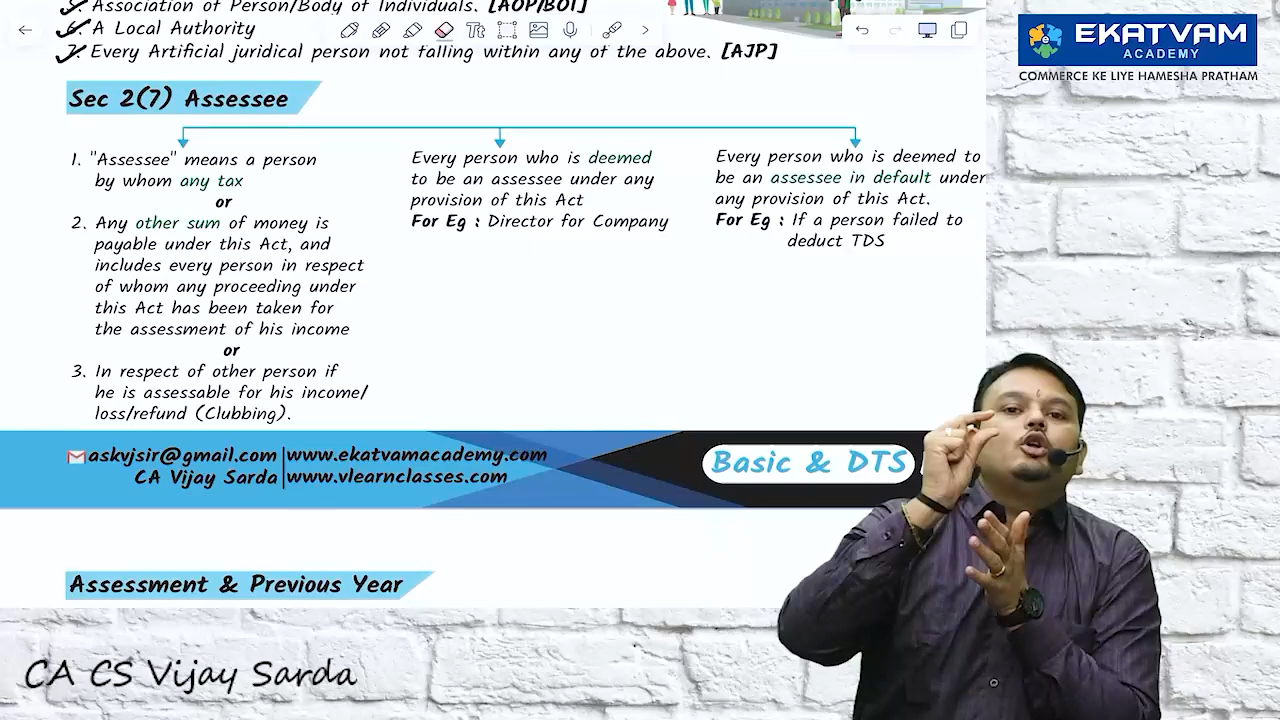 Association of Person/Body of Individuals. [AOP/BOI]
A Local Authority
Every Artificial juridical person not falling within any of the above. [AJP]
EKATVAM
ACADEMY
COMMERCE KE LIYE HAMESHA PRATHAM
Sec 2(7) Assessee
1. "Assessee" means a person
by whom any tax
or
2. Any other sum of money is
payable under this Act, and
includes every person in respect
of whom any proceeding under
this Act has been taken for
the assessment of his income
or
3. In respect of other person if
he is assessable for his income/
loss/refund (Clubbing).
Every person who is deemed
to be an assessee under any
provision of this Act
For Eg : Director for Company
Every person who is deemed to
be an assessee in default under
any provision of this Act.
For Eg : If a person failed to
deduct TDS
askvjsir@gmail.com
CA Vijay Sarda
www.ekatvamacademy.com
www.vlearnclasses.com
Basic & DTS
Assessment & Previous Year
CA CS Vijay Sarda